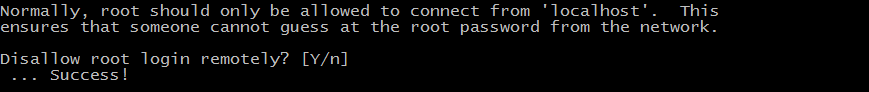 Normally, root should only be allowed to connect from 'localhost'.  This
ensures that someone cannot guess at the root password from the network.
Disallow root login remotely? [Y/n]
 ... Success!